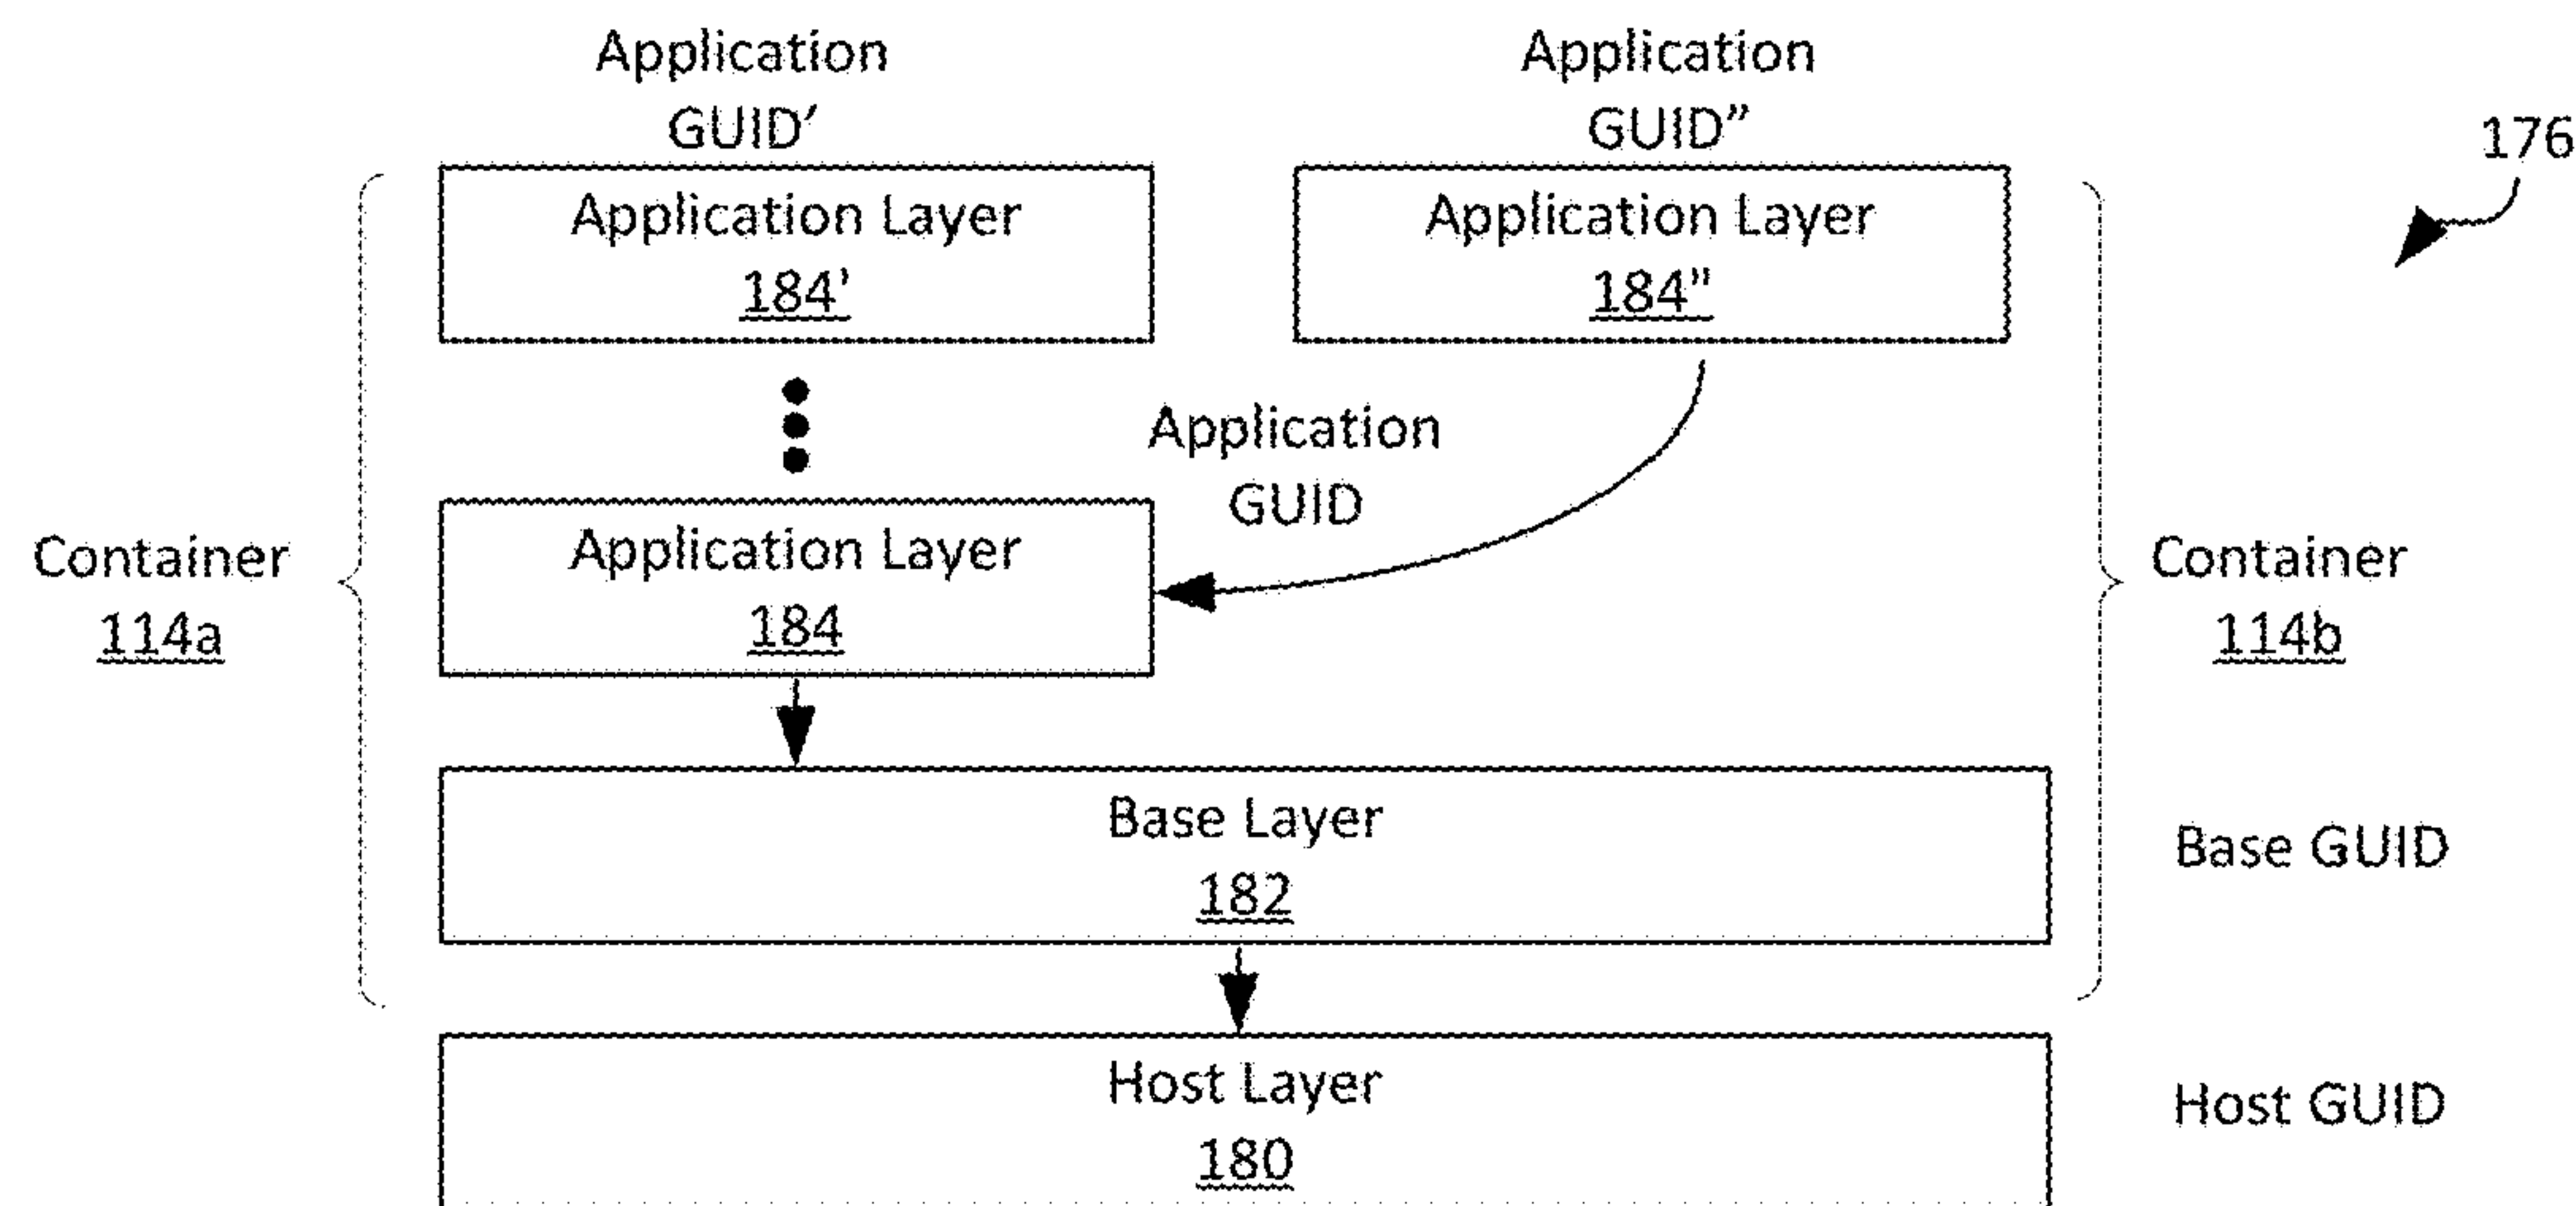 Application
GUID′
Application
GUID”
176
Application Layer
184'
Application Layer
184"
Application
GUID
Container
114a
Application Layer
184
Container
114b
Base Layer
182
Base GUID
Host Layer
180
Host GUID